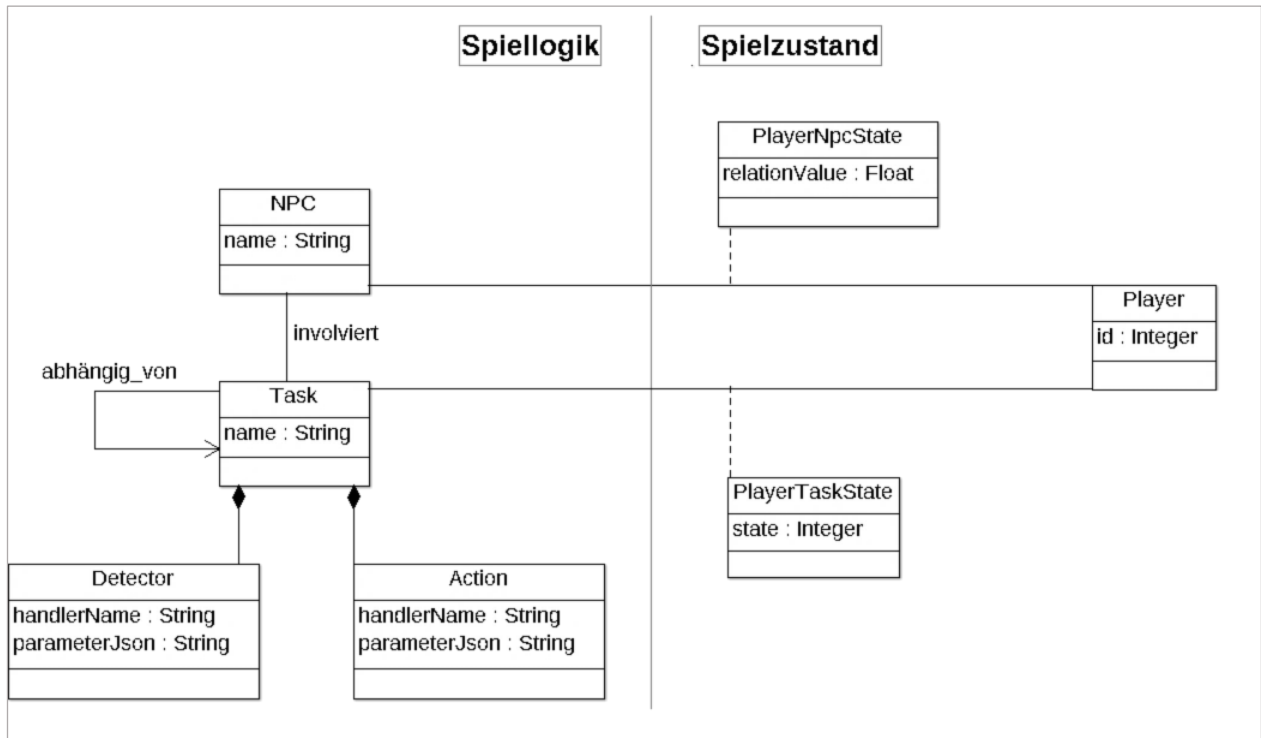 Spiellogik
Spielzustand
PlayerNpcState
relationValue : Float
NPC
name : String
Player
id : Integer
involviert
abhängig_von
Task
name : String
PlayerTaskState
state : Integer
Detector
handlerName : String
parameterJson : String
Action
handlerName : String
parameterJson : String